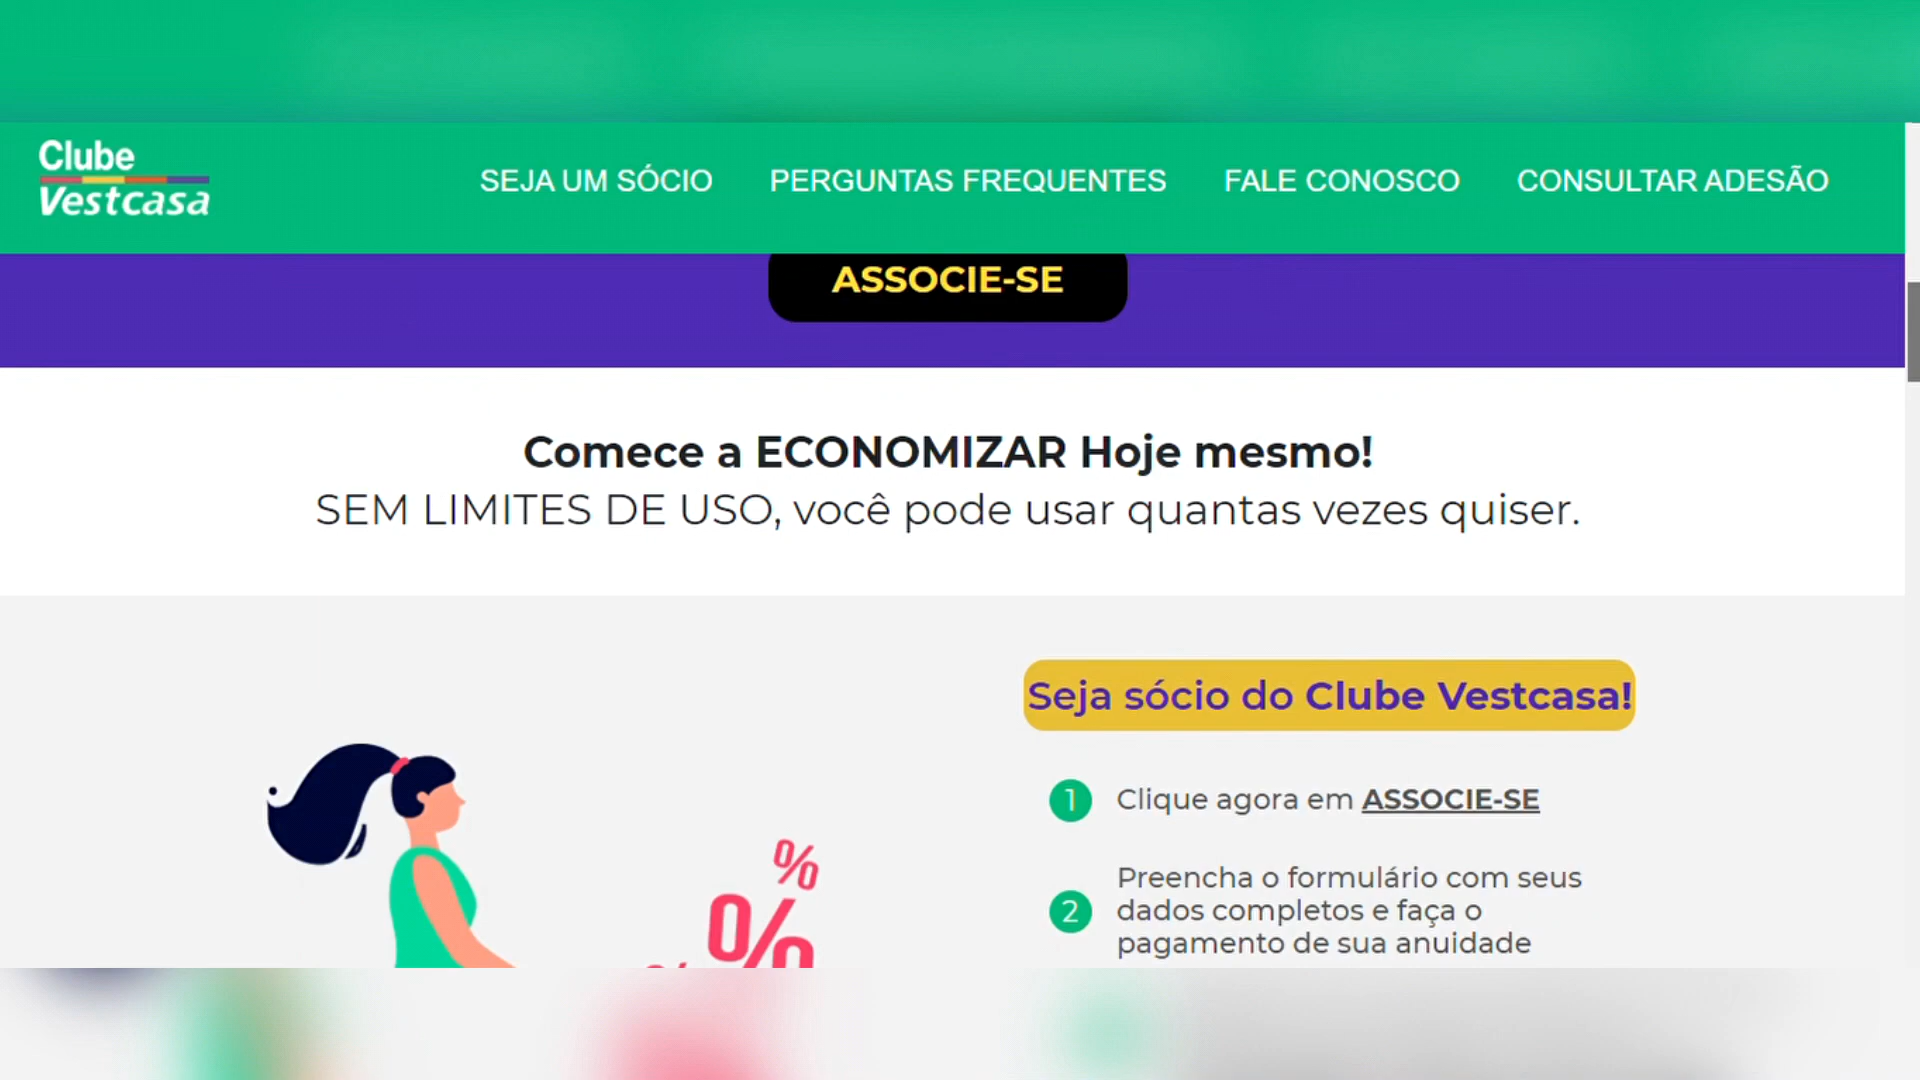 Clube
Vestcasa
SEJA UM SÓCIO
PERGUNTAS FREQUENTES
FALE CONOSCO
CONSULTAR ADESÃO
ASSOCIE-SE
Comece a ECONOMIZAR Hoje mesmo!
SEM LIMITES DE USO, você pode usar quantas vezes quiser.
Seja sócio do Clube Vestcasa!
1 Clique agora em ASSOCIE-SE
Preencha o formulário com seus
2 dados completos e faça o
pagamento de sua anuidade
%
%